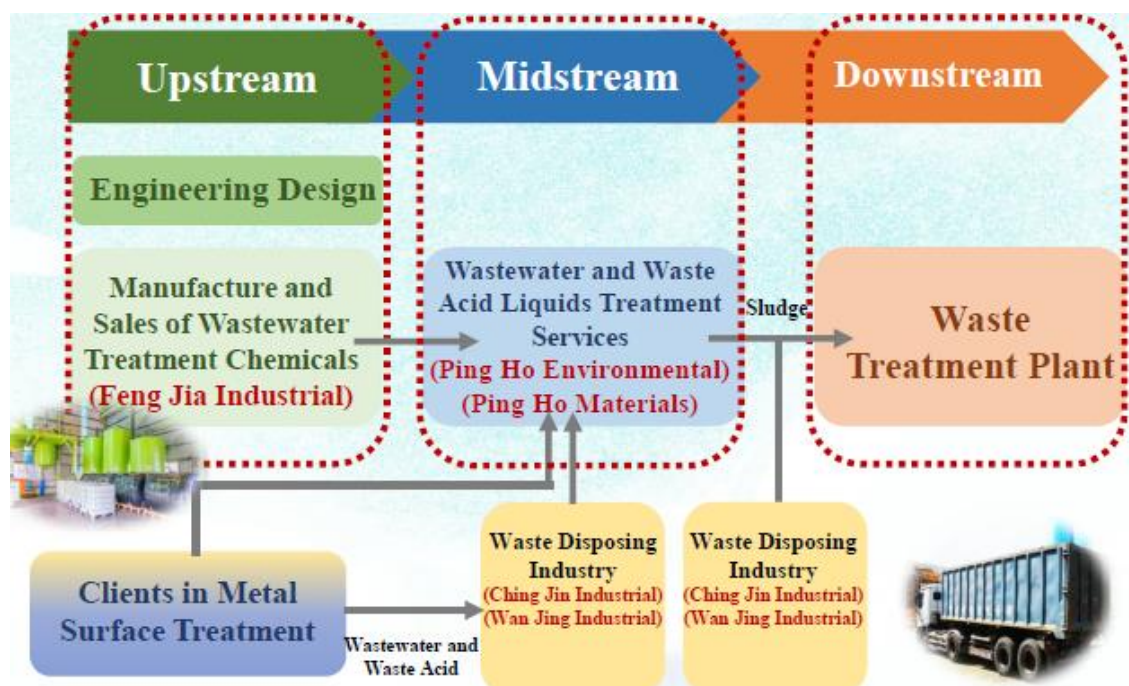 Upstream
Midstream
Downstream
Engineering Design
Manufacture and
Sales of Wastewater
Treatment Chemicals
(Feng Jia Industrial)
Wastewater and Waste
Acid Liquids Treatment
Services
(Ping Ho Environmental)
(Ping Ho Materials)
Sludge
Waste
Treatment Plant
Clients in Metal
Surface Treatment
Wastewater and
Waste Acid
Waste Disposing
Industry
(Ching Jin Industrial)
(Wan Jing Industrial)
Waste Disposing
Industry
(Ching Jin Industrial)
(Wan Jing Industrial)